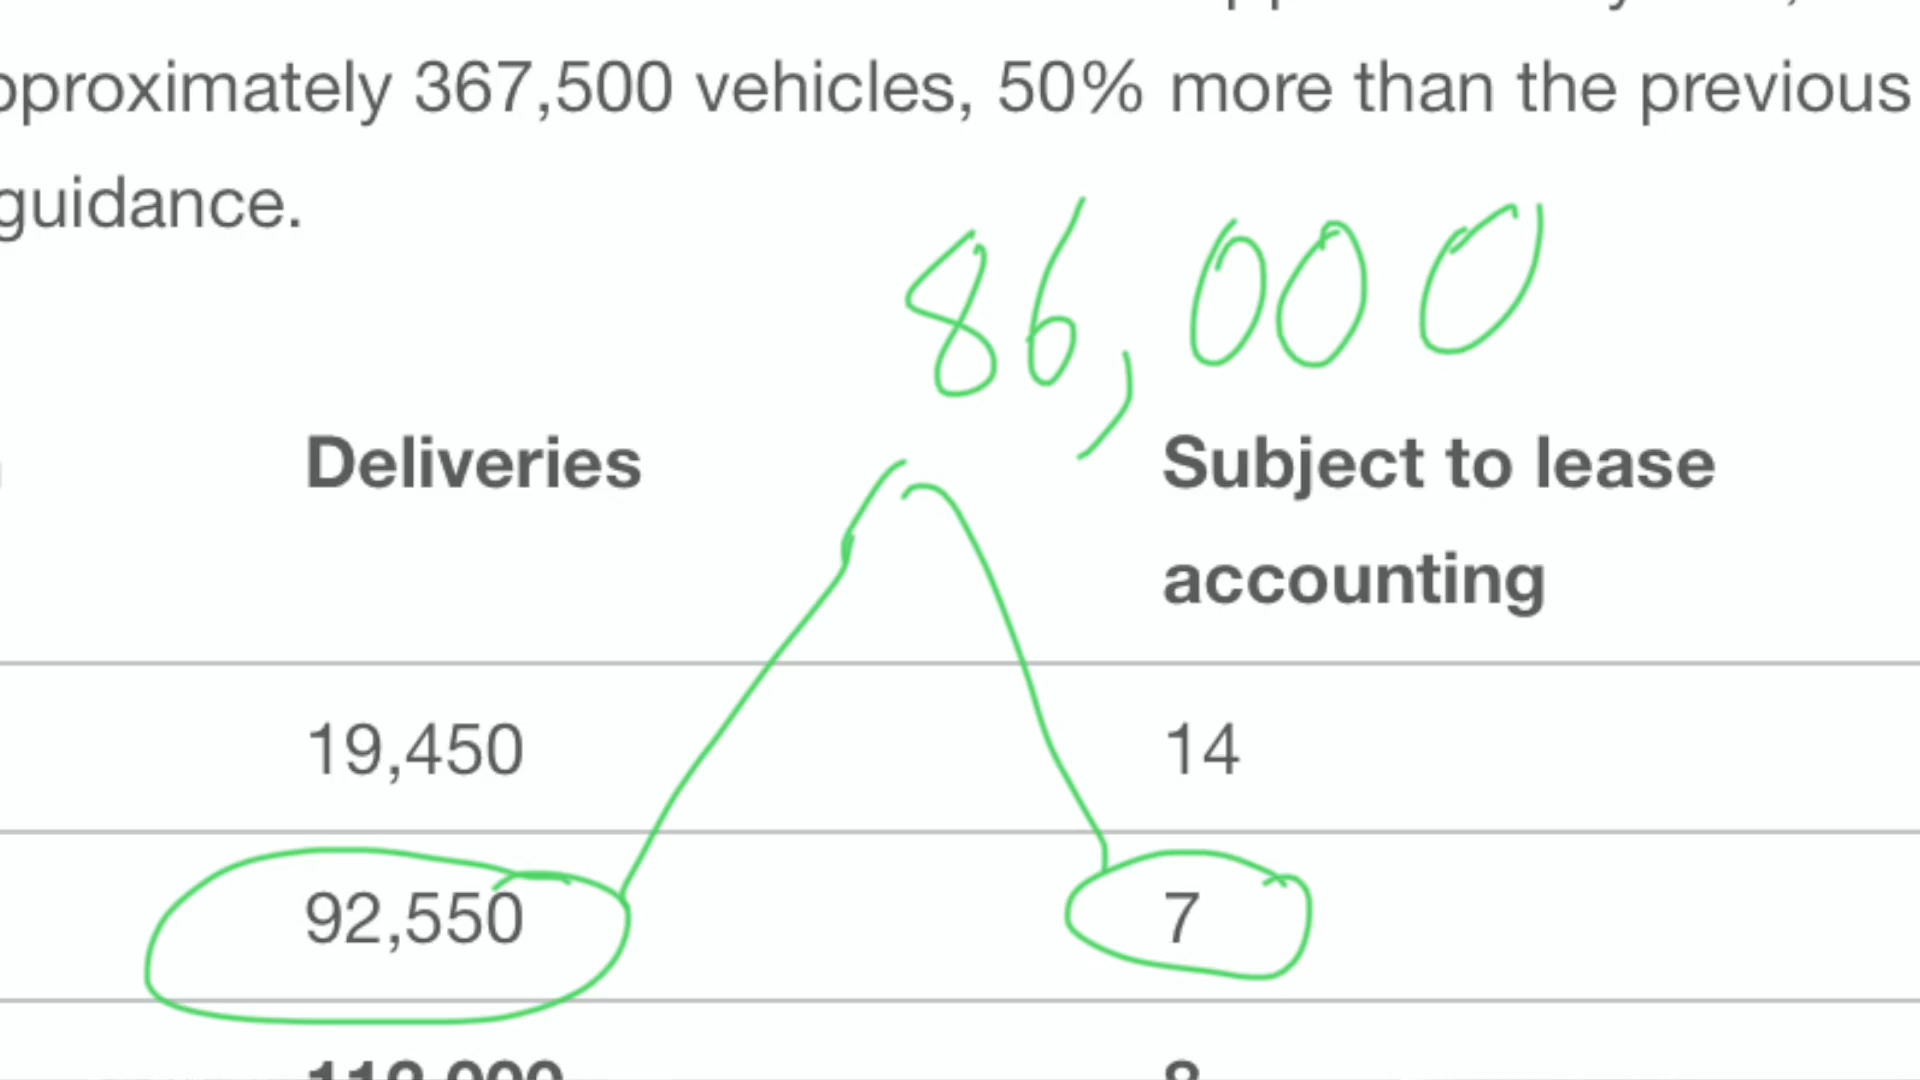 pproximately 367,500 vehicles, 50% more than the previous
guidance.
86,000
Deliveries
Subject to lease
accounting
19,450
14
92,550
7